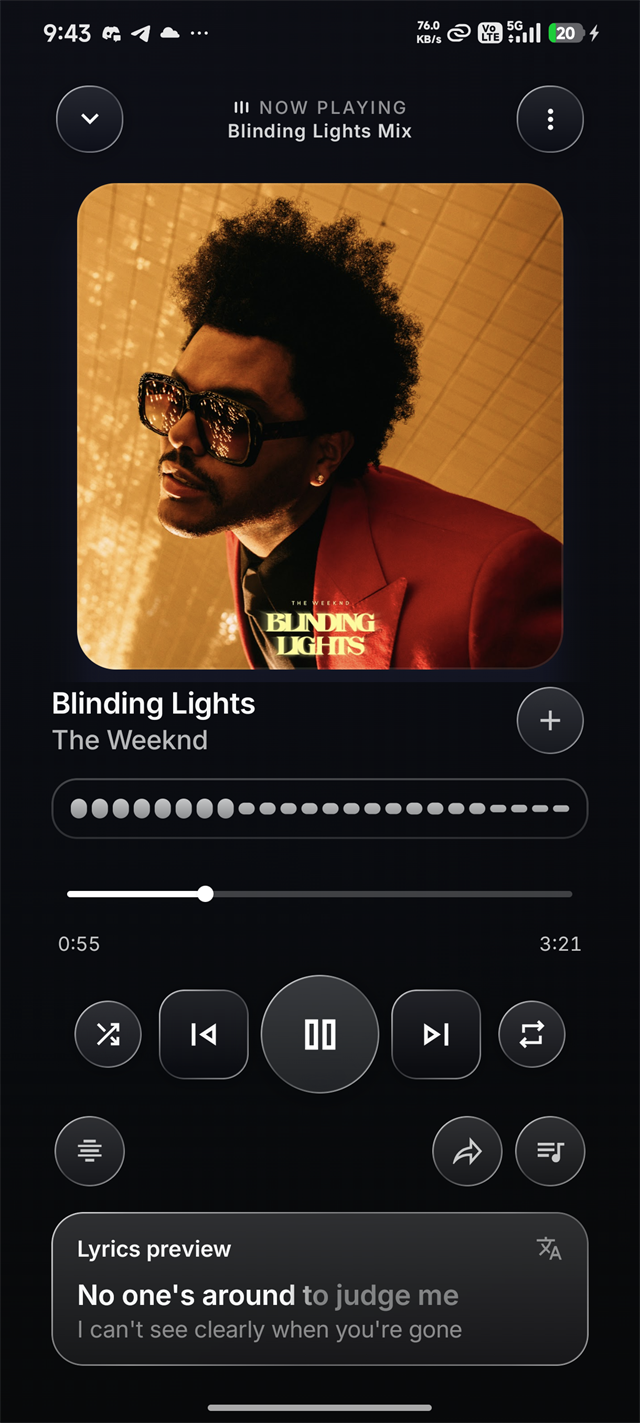 9:43
76.0
KB/s
Vo
LTE
5G
20
NOW PLAYING
Blinding Lights Mix
THE WEEKND
BLINDING
LIGHTS
Blinding Lights
The Weeknd
0:55
3:21
Lyrics preview
No one's around to judge me
I can't see clearly when you're gone